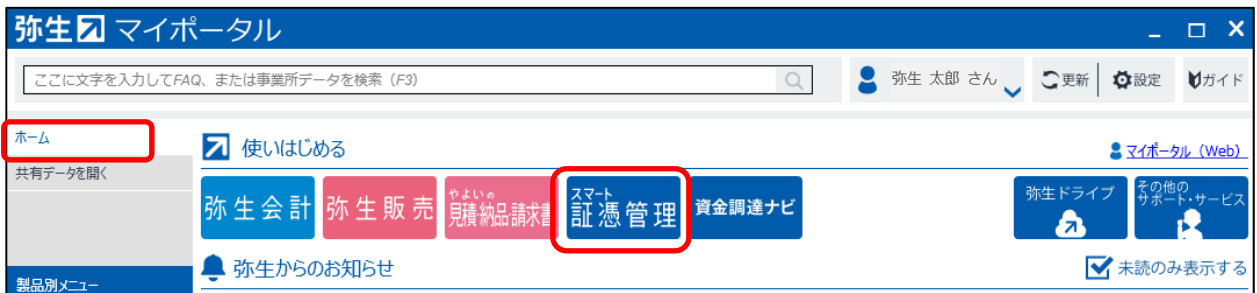 弥生 マイポータル
ここに文字を入力してFAQ、または事業所データを検索（F3）
弥生 太郎 さん
更新
設定
ガイド
ホーム
共有データを開く
製品別メニュー
使いはじめる
マイポータル（Web）
弥生会計
弥生販売
やよいの
見積・納品・請求書
スマート
証憑管理
資金調達ナビ
弥生ドライブ
その他の
サポート・サービス
弥生からのお知らせ
未読のみ表示する